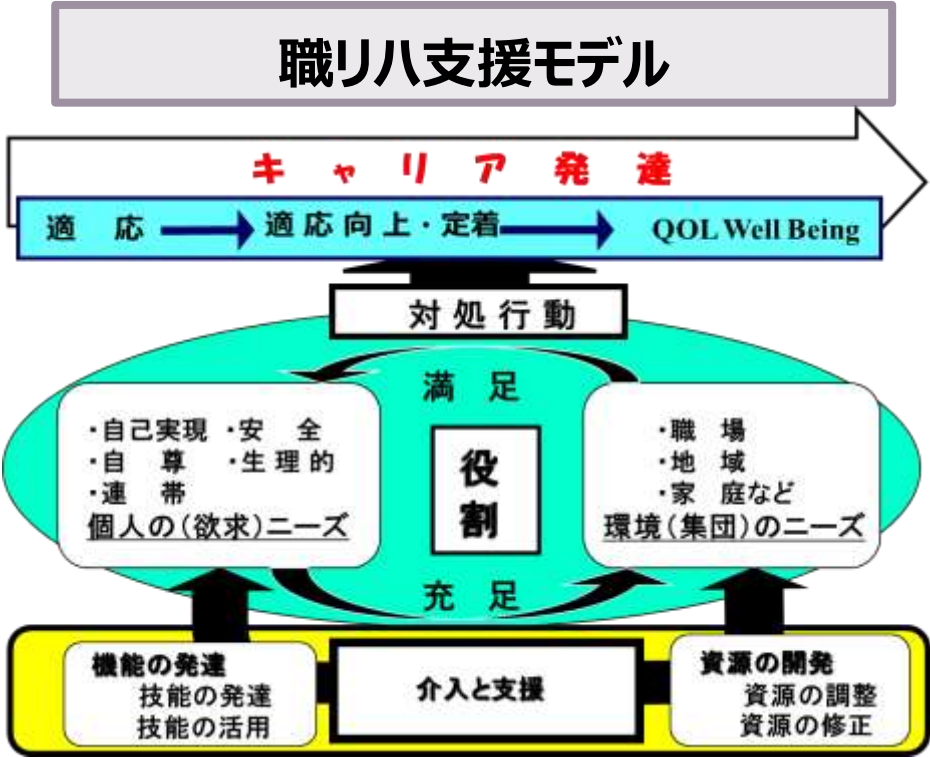 職リハ支援モデル
キャリア発達
適 応 適応向上・定着 QOL Well Being
対処行動
満 足
・自己実現 ・安 全
・自 尊 ・生理的
・連 帯
個人の(欲求)ニーズ
役
割
・職 場
・地 域
・家 庭など
環境(集団)のニーズ
充 足
機能の発達
技能の発達
技能の活用
介入と支援
資源の開発
資源の調整
資源の修正